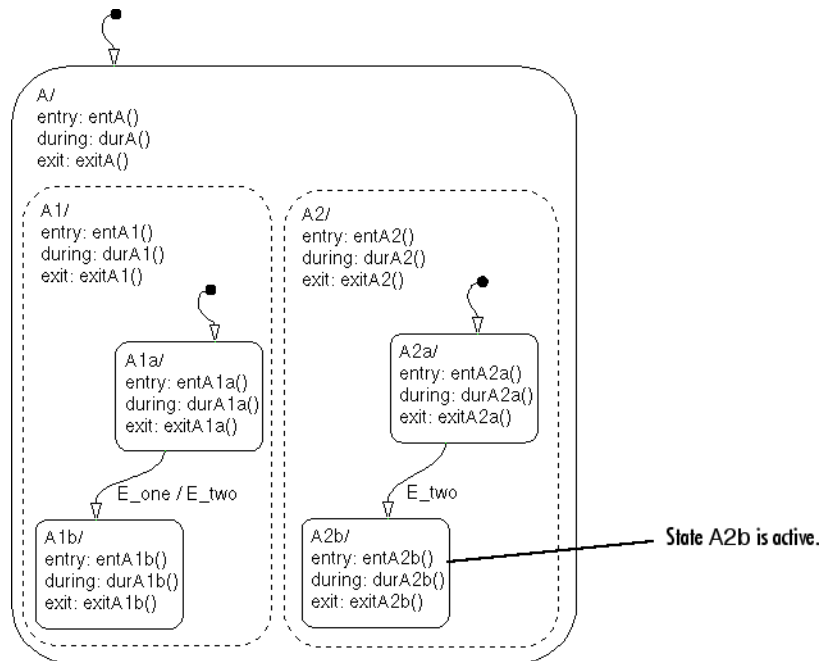 A/
entry: entA()
during: durA()
exit: exitA()
A1/
entry: entA1()
during: durA1()
exit: exitA1()
A2/
entry: entA2()
during: durA2()
exit: exitA2()
A1a/
entry: entA1a()
during: durA1a()
exit: exitA1a()
A2a/
entry: entA2a()
during: durA2a()
exit: exitA2a()
E_one / E_two
E_two
A1b/
entry: entA1b()
during: durA1b()
exit: exitA1b()
A2b/
entry: entA2b()
during: durA2b()
exit: exitA2b()
State A2b is active.